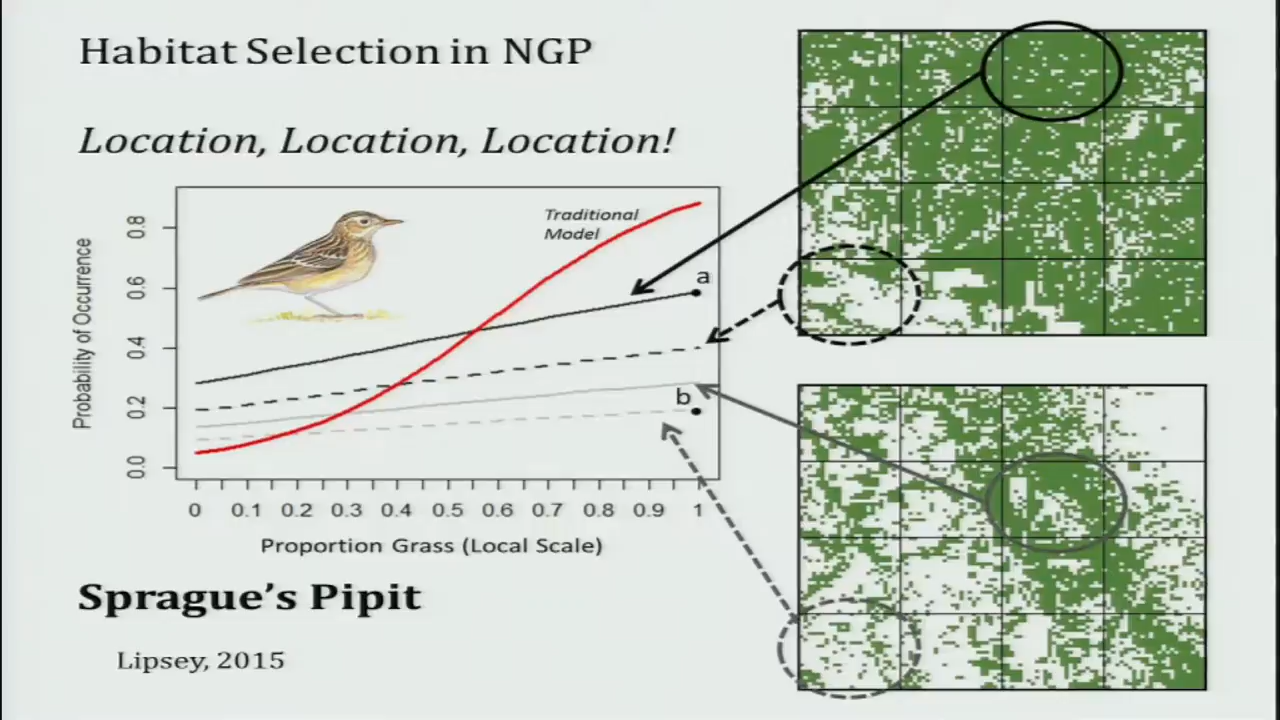 Habitat Selection in NGP
Location, Location, Location!
Traditional
Model
a
b
Probability of Occurrence
0.8
0.6
0.4
0.2
0.0
0 0.1 0.2 0.3 0.4 0.5 0.6 0.7 0.8 0.9 1
Proportion Grass (Local Scale)
Sprague's Pipit
Lipsey, 2015